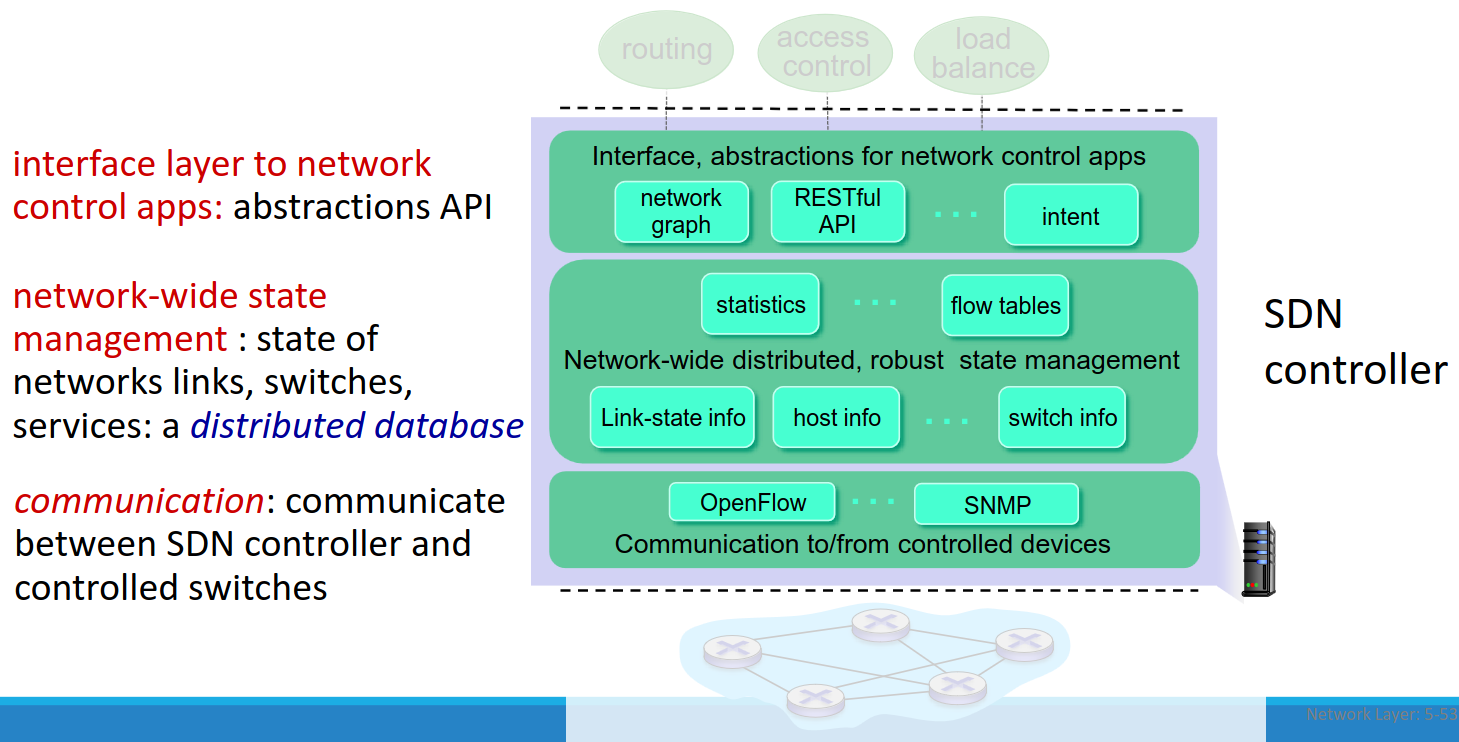 routing
access
control
load
balance
interface layer to network
control apps: abstractions API
network-wide state
management : state of
networks links, switches,
services: a distributed database
communication: communicate
between SDN controller and
controlled switches
Interface, abstractions for network control apps
network
graph
RESTful
API
. . .
intent
statistics
. . .
flow tables
Network-wide distributed, robust state management
Link-state info
host info
. . .
switch info
OpenFlow
. . .
SNMP
Communication to/from controlled devices
SDN
controller
Network Layer: 5-53